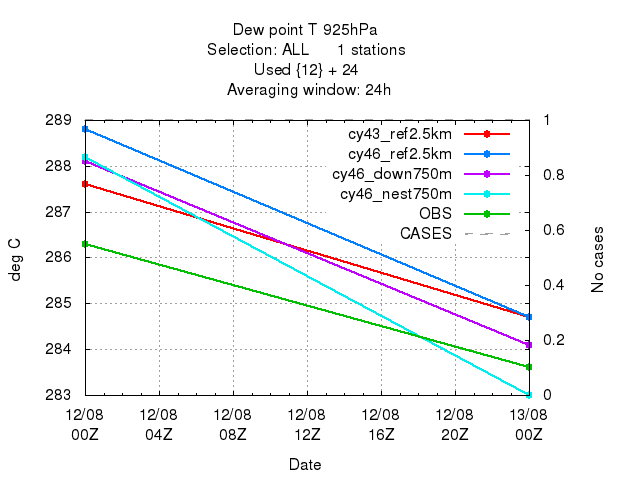 Dew point T 925hPa
Selection: ALL 1 stations
Used {12} + 24
Averaging window: 24h
cy43_ref2.5km
cy46_ref2.5km
cy46_down750m
cy46_nest750m
OBS
CASES
deg C
289
288
287
286
285
284
283
No cases
1
0.8
0.6
0.4
0.2
0
12/08 12/08 12/08 12/08 12/08 12/08 13/08
00Z 04Z 08Z 12Z 16Z 20Z 00Z
Date